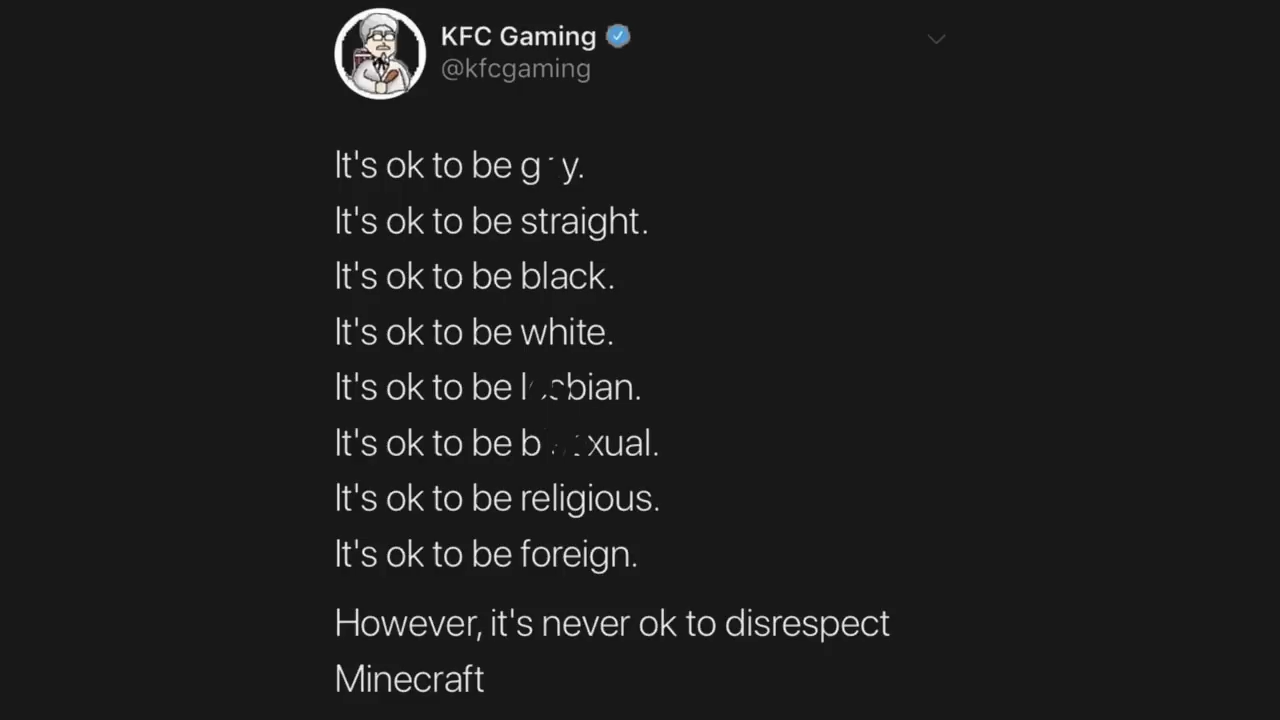 KFC Gaming
@kfcgaming
It's ok to be g y.
It's ok to be straight.
It's ok to be black.
It's ok to be white.
It's ok to be l sbian.
It's ok to be b xual.
It's ok to be religious.
It's ok to be foreign.
However, it's never ok to disrespect
Minecraft